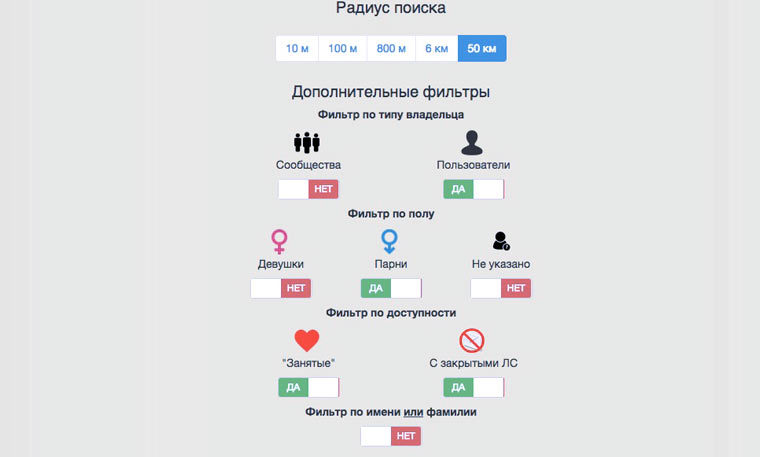 Радиус поиска
10 м 100 м 800 м 6 км 50 км
Дополнительные фильтры
Фильтр по типу владельца
Сообщества Пользователи
НЕТ ДА
Фильтр по полу
Девушки Парни Не указано
НЕТ ДА НЕТ
Фильтр по доступности
"Занятые" С закрытыми ЛС
ДА ДА
Фильтр по имени или фамилии
НЕТ